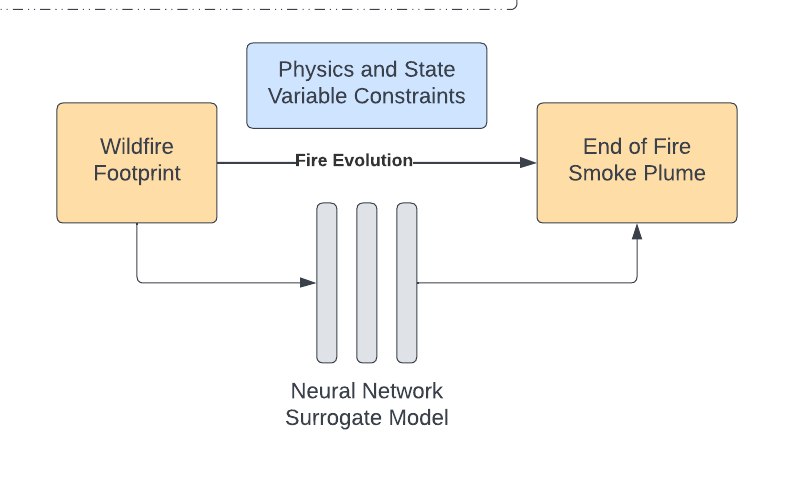 Physics and State
Variable Constraints
Wildfire
Footprint
Fire Evolution
End of Fire
Smoke Plume
Neural Network
Surrogate Model